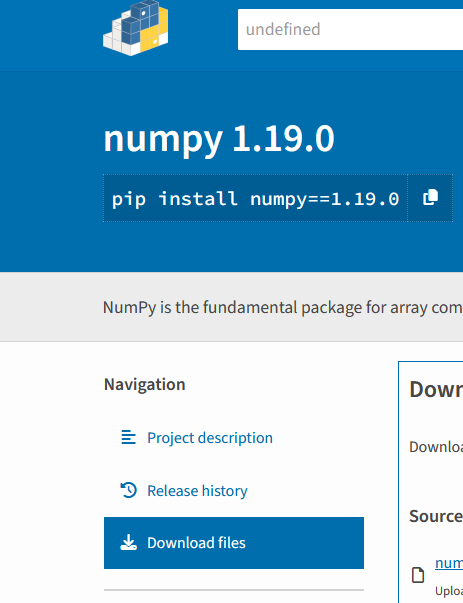 undefined
numpy 1.19.0
pip install numpy==1.19.0
NumPy is the fundamental package for array com
Navigation
Project description
Release history
Download files
Down
Downloa
Source
num
Uploa